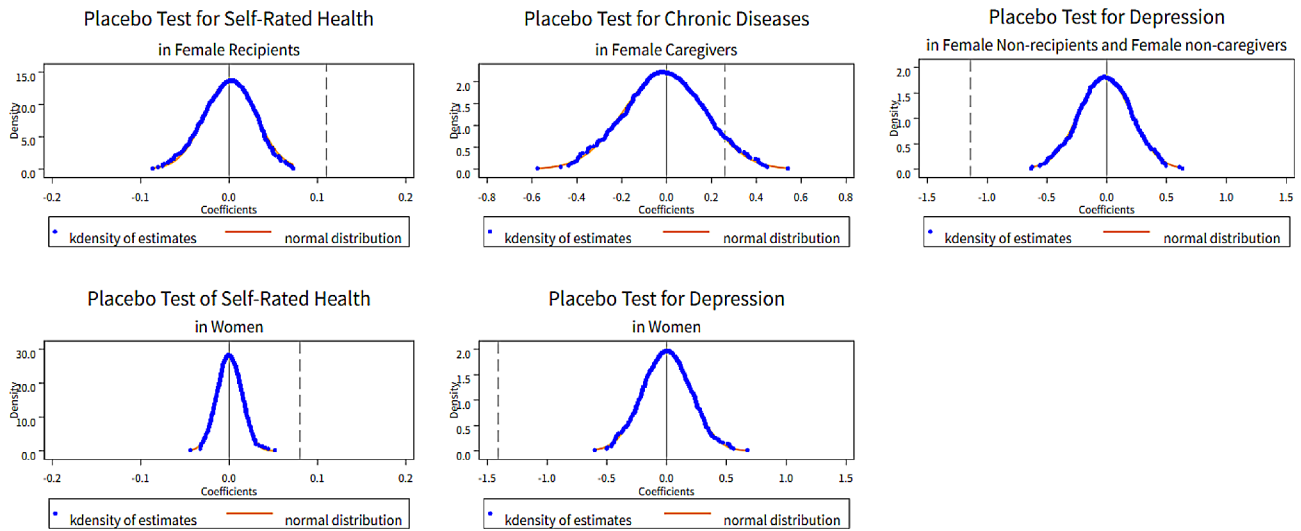 Placebo Test for Self-Rated Health
in Female Recipients
15.0
20.0
5.0
0.0
Density
-0.2
-0.1
0.0
0.1
0.2
Coefficients
kdensity of estimates
normal distribution
Placebo Test for Chronic Diseases
in Female Caregivers
2.0
1.5
1.0
0.5
0.0
Density
-0.8
-0.6
-0.4
-0.2
0.0
0.2
0.4
0.6
0.8
Coefficients
kdensity of estimates
normal distribution
Placebo Test for Depression
in Female Non-recipients and Female non-caregivers
2.0
1.5
1.0
0.5
0.0
Density
-1.5
-1.0
-0.5
0.0
0.5
1.0
1.5
Coefficients
kdensity of estimates
normal distribution
Placebo Test of Self-Rated Health
in Women
30.0
20.0
10.0
0.0
Density
-0.2
-0.1
0.0
0.1
0.2
Coefficients
kdensity of estimates
normal distribution
Placebo Test for Depression
in Women
2.0
1.5
1.0
0.5
0.0
Density
-1.5
-1.0
-0.5
0.0
0.5
1.0
1.5
Coefficients
kdensity of estimates
normal distribution